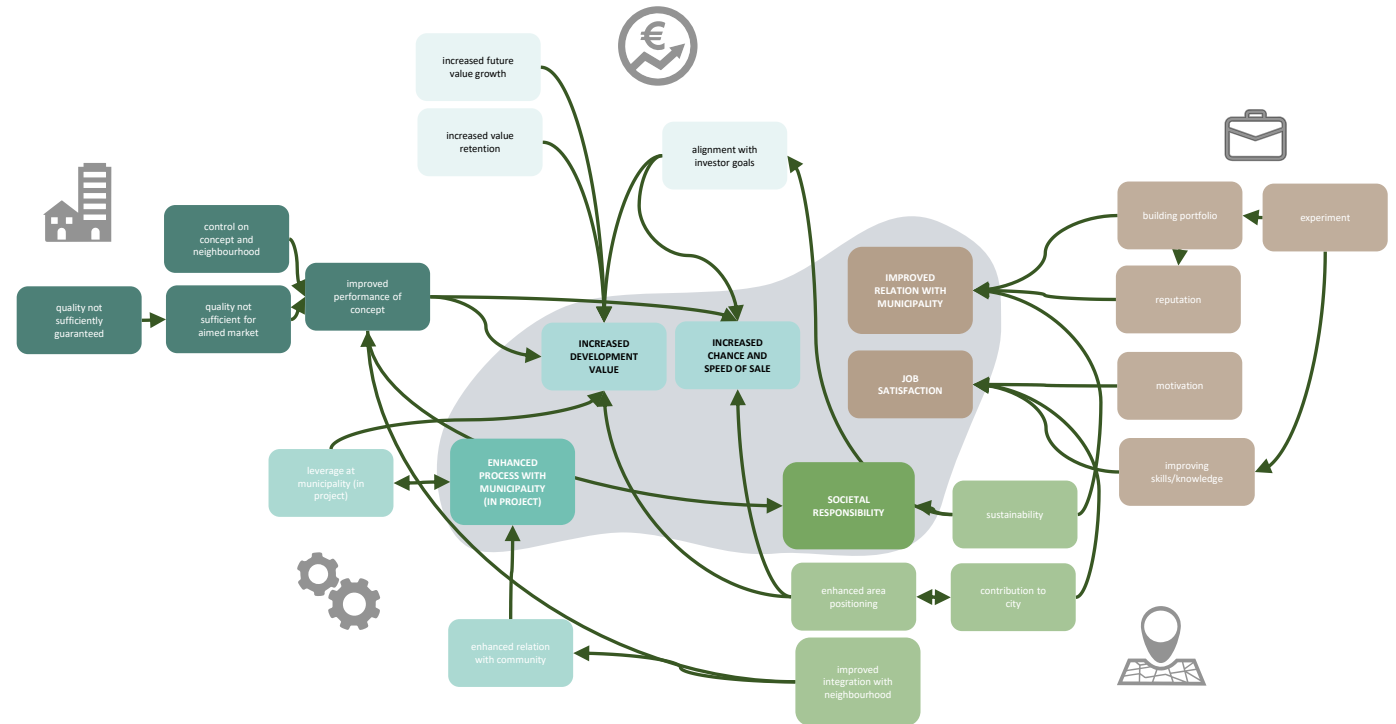 increased future
value growth
increased value
retention
€
alignment with
investor goals
control on
concept and
neighbourhood
quality not
sufficiently
guaranteed
quality not
sufficient for
aimed market
improved
performance of
concept
INCREASED
DEVELOPMENT
VALUE
INCREASED
CHANCE AND
SPEED OF SALE
IMPROVED
RELATION WITH
MUNICIPALITY
JOB
SATISFACTION
building portfolio
experiment
reputation
motivation
improving
skills/knowledge
leverage at
municipality (in
project)
ENHANCED
PROCESS WITH
MUNICIPALITY
(IN PROJECT)
SOCIETAL
RESPONSIBILITY
sustainability
enhanced area
positioning
contribution to
city
enhanced relation
with community
improved
integration with
neighbourhood